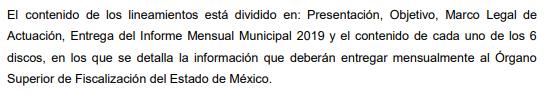 El contenido de los lineamientos está dividido en: Presentación, Objetivo, Marco Legal de
Actuación, Entrega del Informe Mensual Municipal 2019 y el contenido de cada uno de los 6
discos, en los que se detalla la información que deberán entregar mensualmente al Órgano
Superior de Fiscalización del Estado de México.